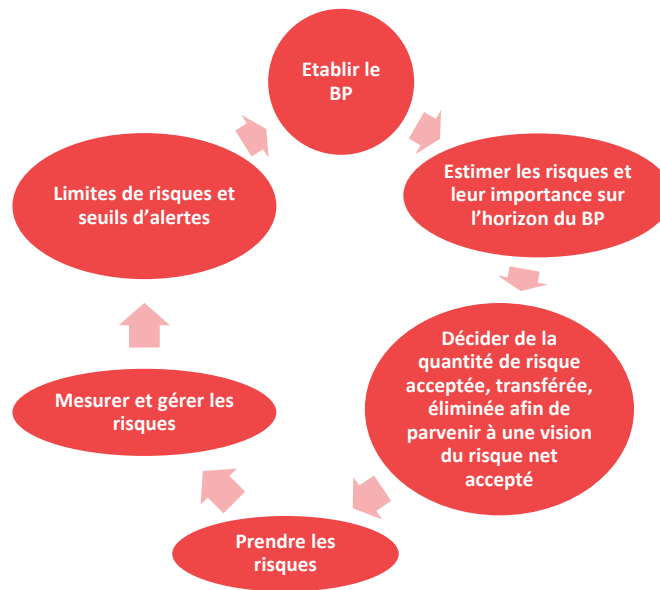 Etablir le
BP
Estimer les risques et
leur importance sur
l’horizon du BP
Décider de la
quantité de risque
acceptée, transférée,
éliminée afin de
parvenir à une vision
du risque net
accepté
Prendre les
risques
Mesurer et gérer les
risques
Limites de risques et
seuils d’alertes